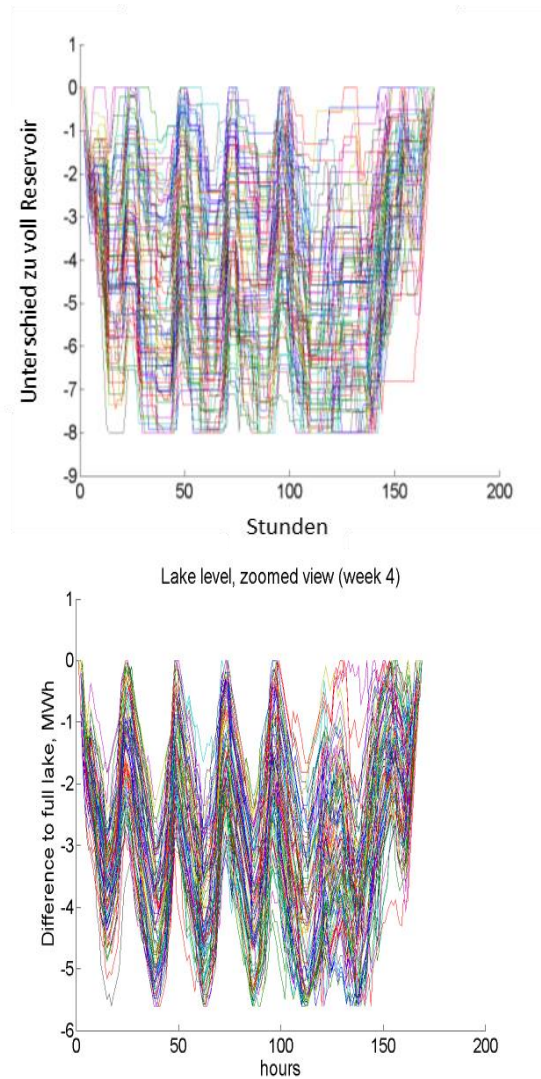 1
0
-1
-2
-3
-4
-5
-6
-7
-8
-9
Unterschied zu voll Reservoir
0 50 100 150 200
Stunden
Lake level, zoomed view (week 4)
1
0
-1
-2
-3
-4
-5
-6
Difference to full lake, MWh
0 50 100 150 200
hours